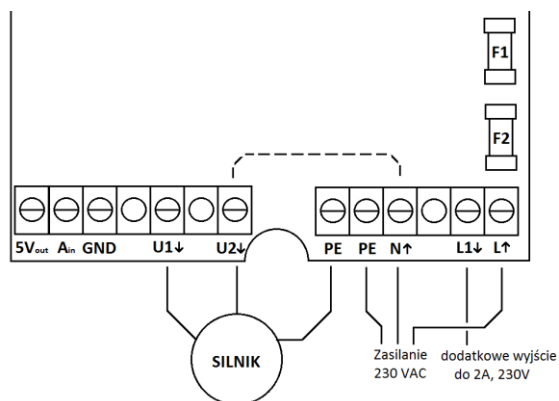 F1
F2
5Vout Ain GND U1↓ U2↓ PE PE N↑ L1↓ L↑
SILNIK
Zasilanie
230 VAC
dodatkowe wyjście
do 2A, 230V